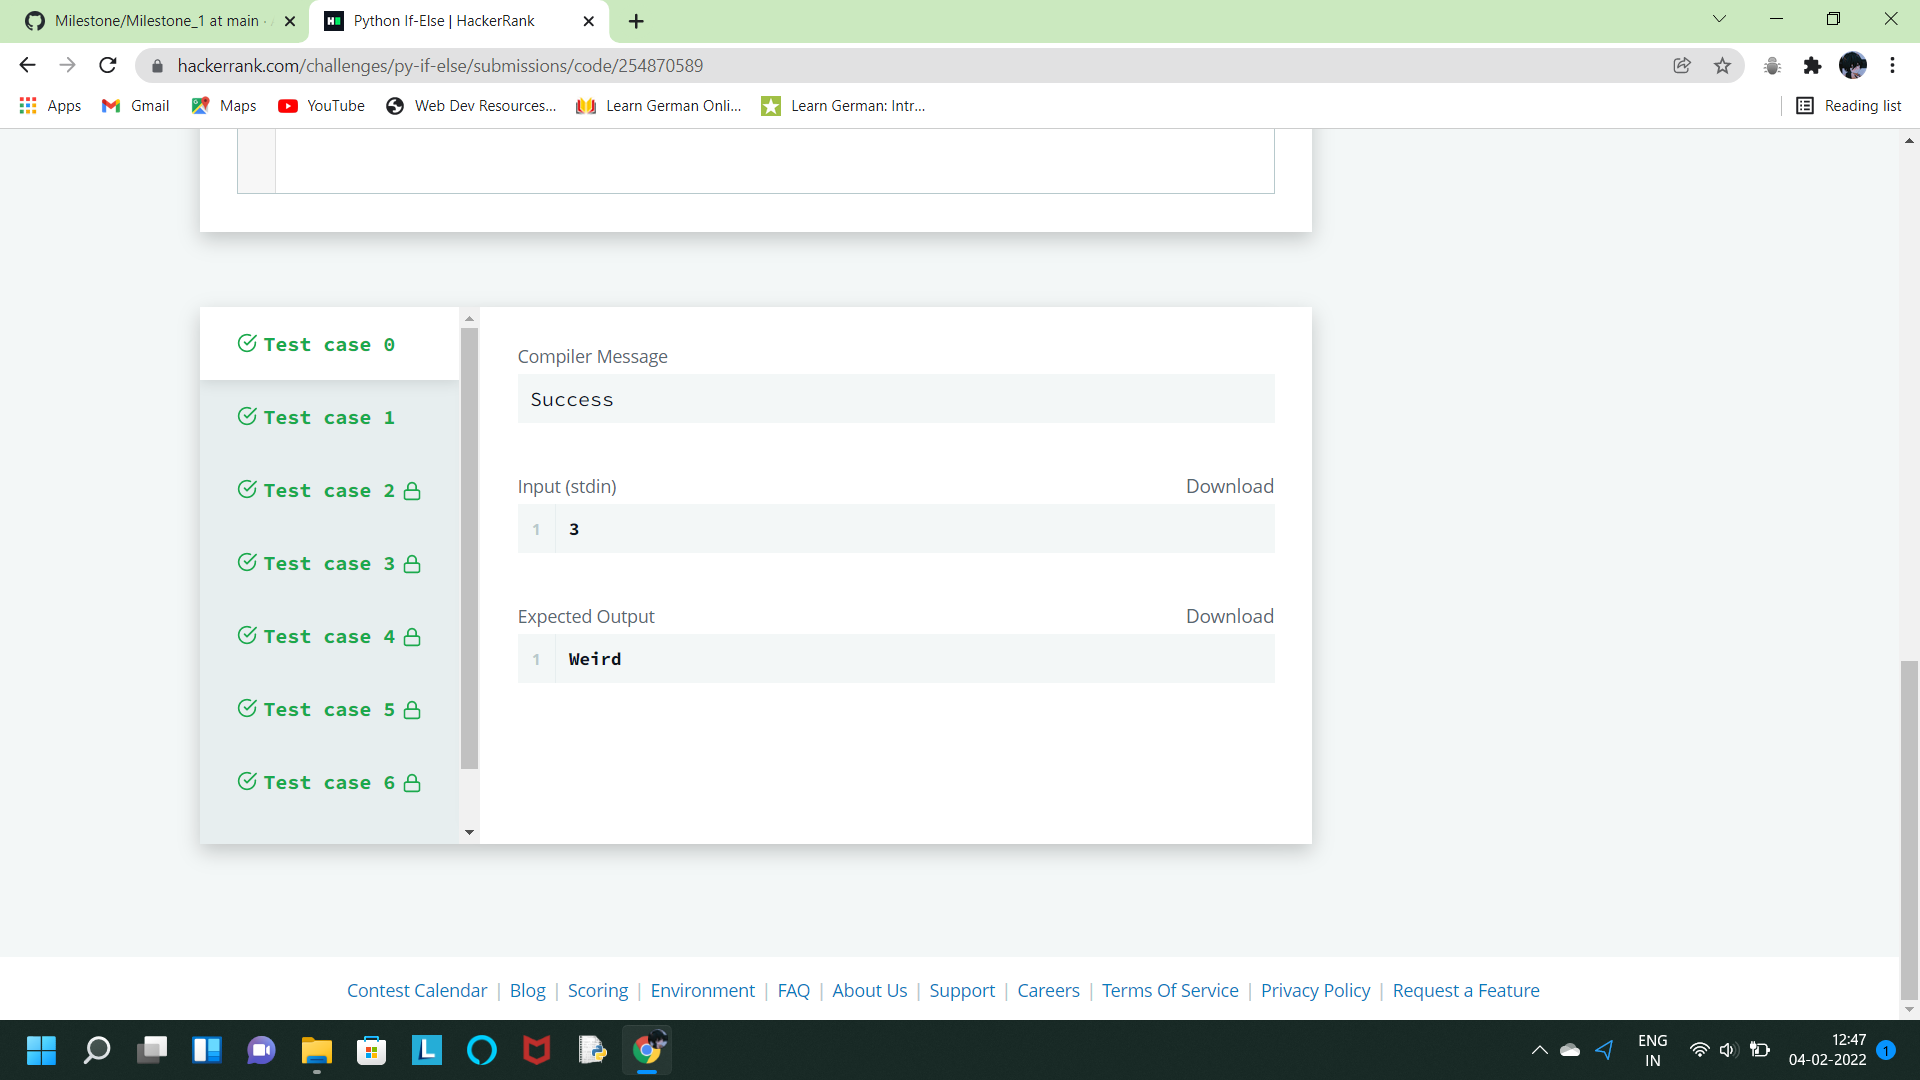 Milestone/Milestone_1 at main ·
Python If-Else | HackerRank
hackerrank.com/challenges/py-if-else/submissions/code/254870589
Apps
Gmail
Maps
YouTube
Web Dev Resources...
Learn German Onli...
Learn German: Intr...
Reading list
Test case 0
Test case 1
Test case 2
Test case 3
Test case 4
Test case 5
Test case 6
Compiler Message
Success
Input (stdin)
Download
1 3
Expected Output
Download
1 Weird
Contest Calendar | Blog | Scoring | Environment | FAQ | About Us | Support | Careers | Terms Of Service | Privacy Policy | Request a Feature
L
ENG
IN
12:47
04-02-2022
1